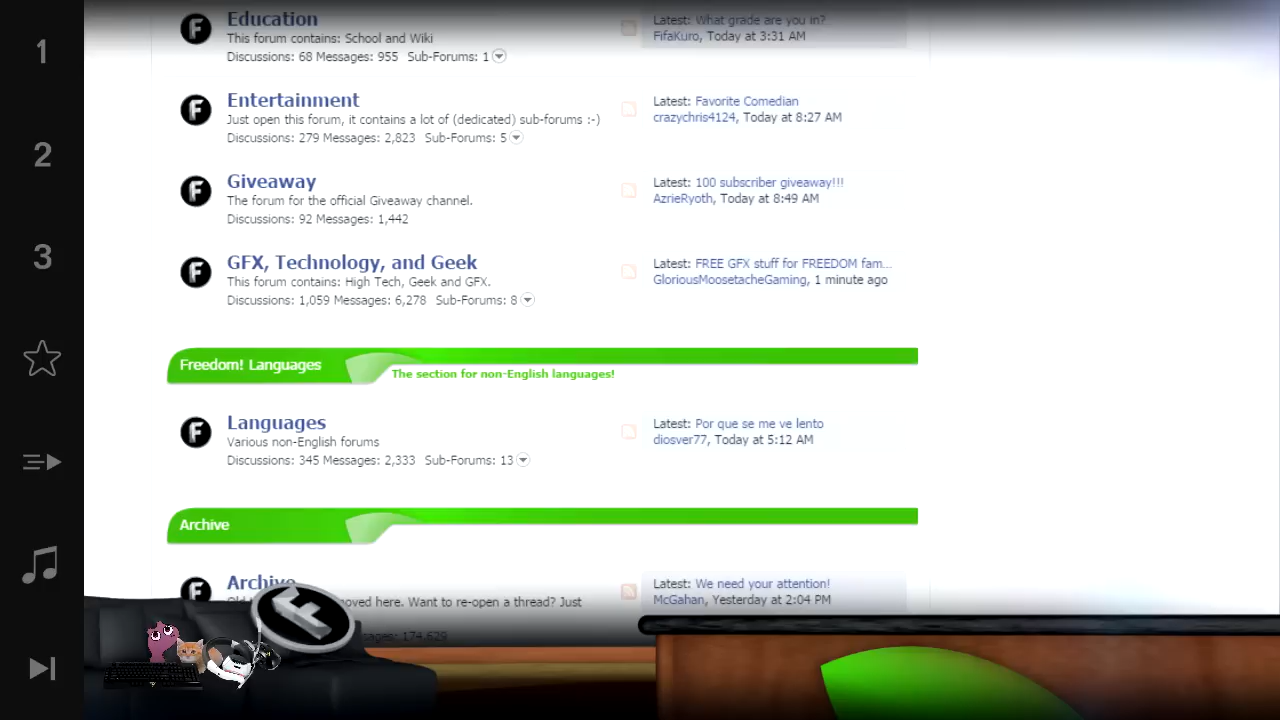 1
2
3
Education
This forum contains: School and Wiki
Discussions: 68 Messages: 955 Sub-Forums: 1
Latest: What grade are you in?
FifaKuro, Today at 3:31 AM
Entertainment
Just open this forum, it contains a lot of (dedicated) sub-forums :-)
Discussions: 279 Messages: 2,823 Sub-Forums: 5
Latest: Favorite Comedian
crazychris4124, Today at 8:27 AM
Giveaway
The forum for the official Giveaway channel.
Discussions: 92 Messages: 1,442
Latest: 100 subscriber giveaway!!!
AzrieRyoth, Today at 8:49 AM
GFX, Technology, and Geek
This forum contains: High Tech, Geek and GFX.
Discussions: 1,059 Messages: 6,278 Sub-Forums: 8
Latest: FREE GFX stuff for FREEDOM fam...
GloriousMoosetacheGaming, 1 minute ago
Freedom! Languages
The section for non-English languages!
Languages
Various non-English forums
Discussions: 345 Messages: 2,333 Sub-Forums: 13
Latest: Por que se me ve lento
diosver77, Today at 5:12 AM
Archive
Archive
moved here. Want to re-open a thread? Just
174,629
Latest: We need your attention!
McGahan, Yesterday at 2:04 PM